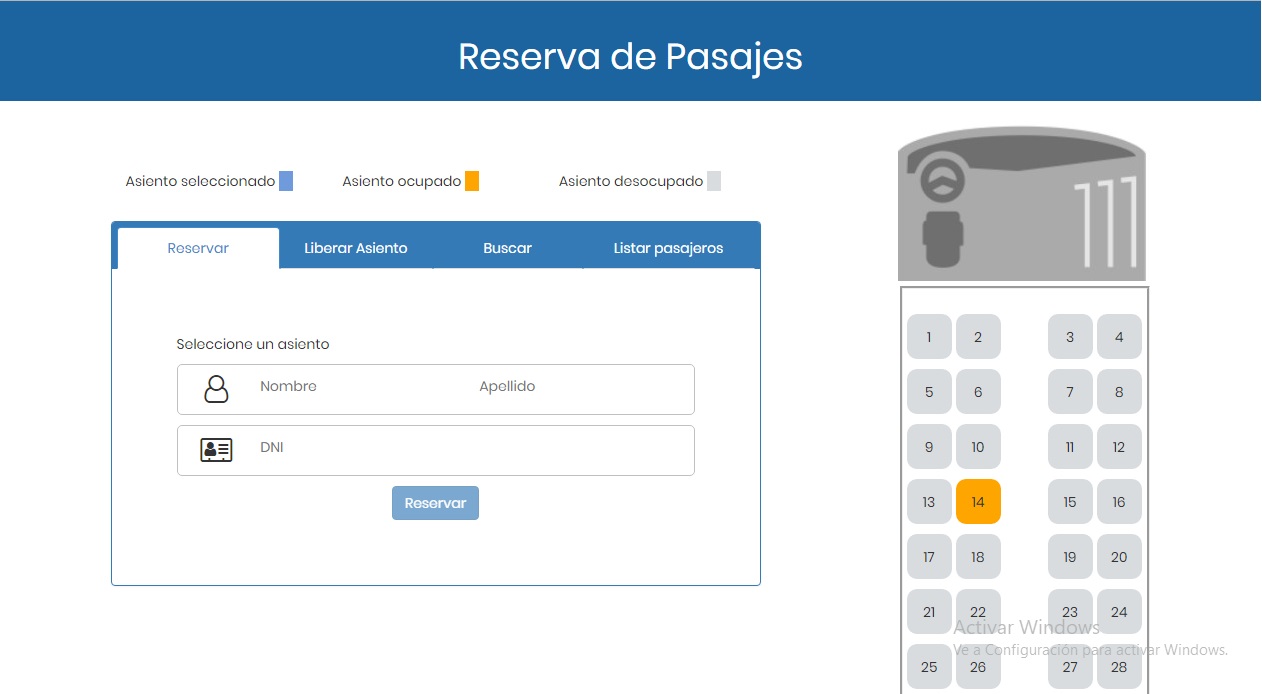 Reserva de Pasajes
Asiento seleccionado
Asiento ocupado
Asiento desocupado
Reservar
Liberar Asiento
Buscar
Listar pasajeros
Seleccione un asiento
Nombre
Apellido
DNI
Reservar
111
1 2 3 4
5 6 7 8
9 10 11 12
13 14 15 16
17 18 19 20
21 22 23 24
25 26 27 28
Activar Windows
Ve a Configuración para activar Windows.